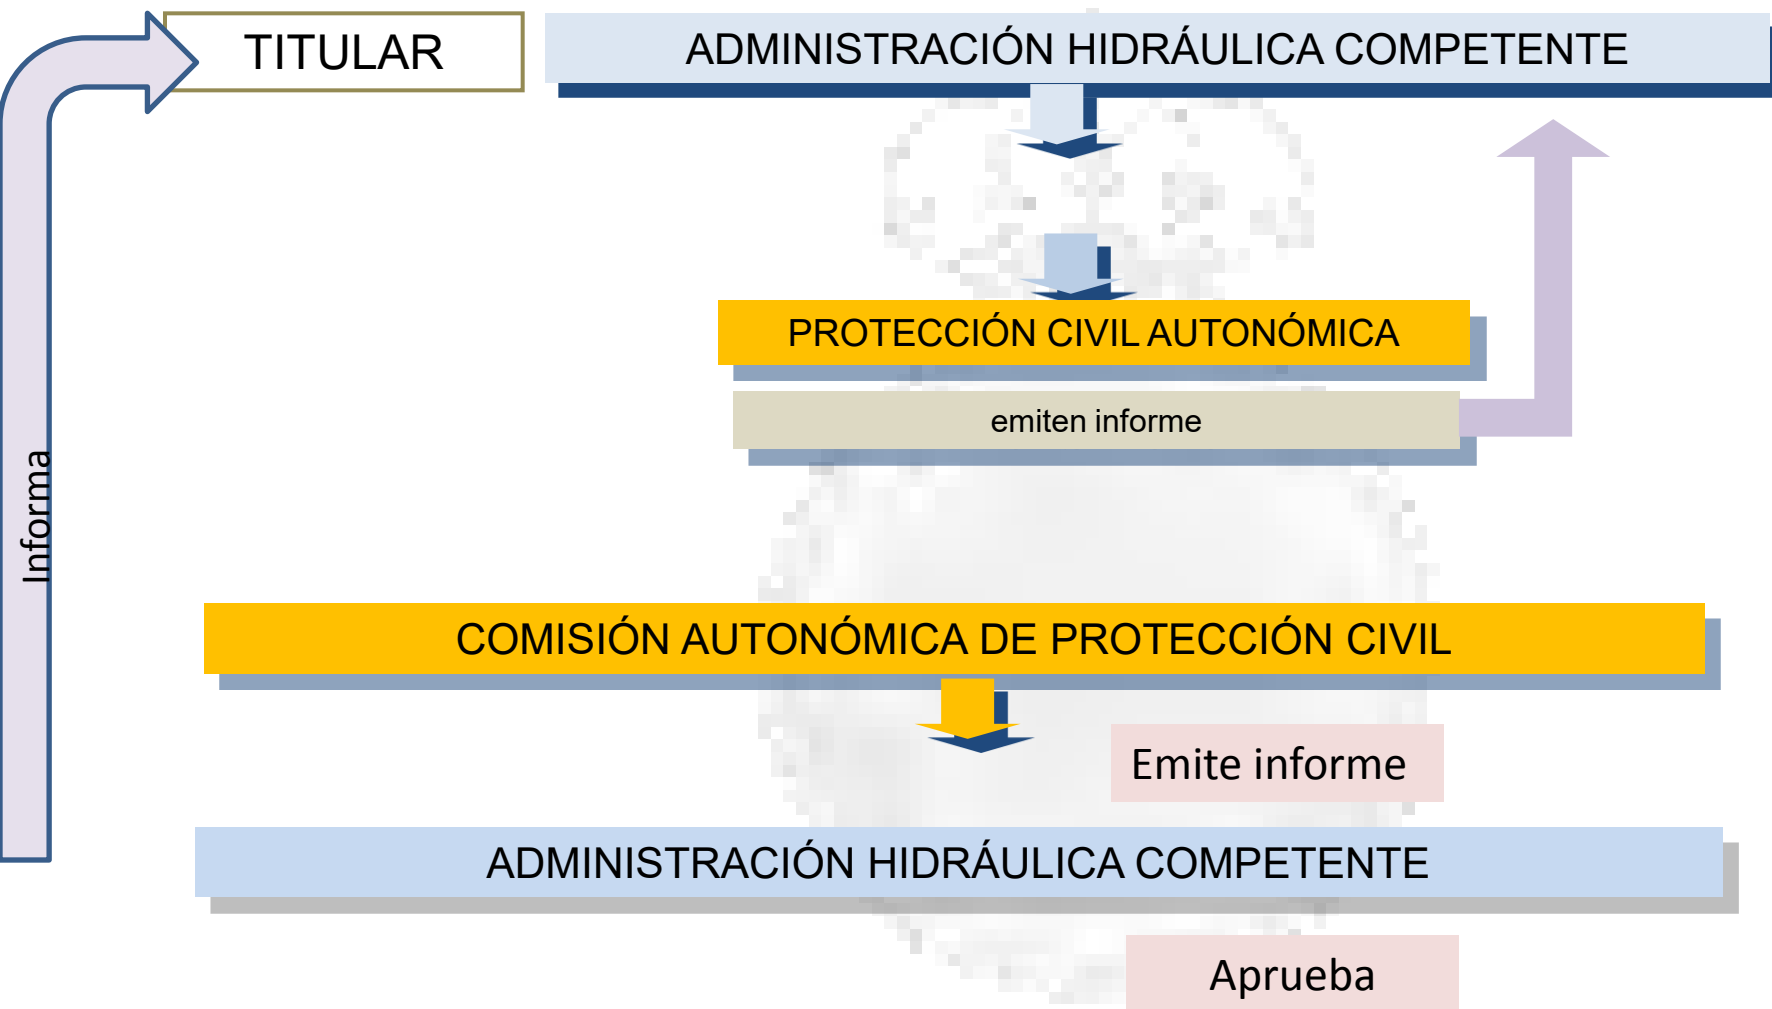 TITULAR
ADMINISTRACIÓN HIDRÁULICA COMPETENTE
PROTECCIÓN CIVIL AUTONÓMICA
emiten informe
Informa
COMISIÓN AUTONÓMICA DE PROTECCIÓN CIVIL
Emite informe
ADMINISTRACIÓN HIDRÁULICA COMPETENTE
Aprueba